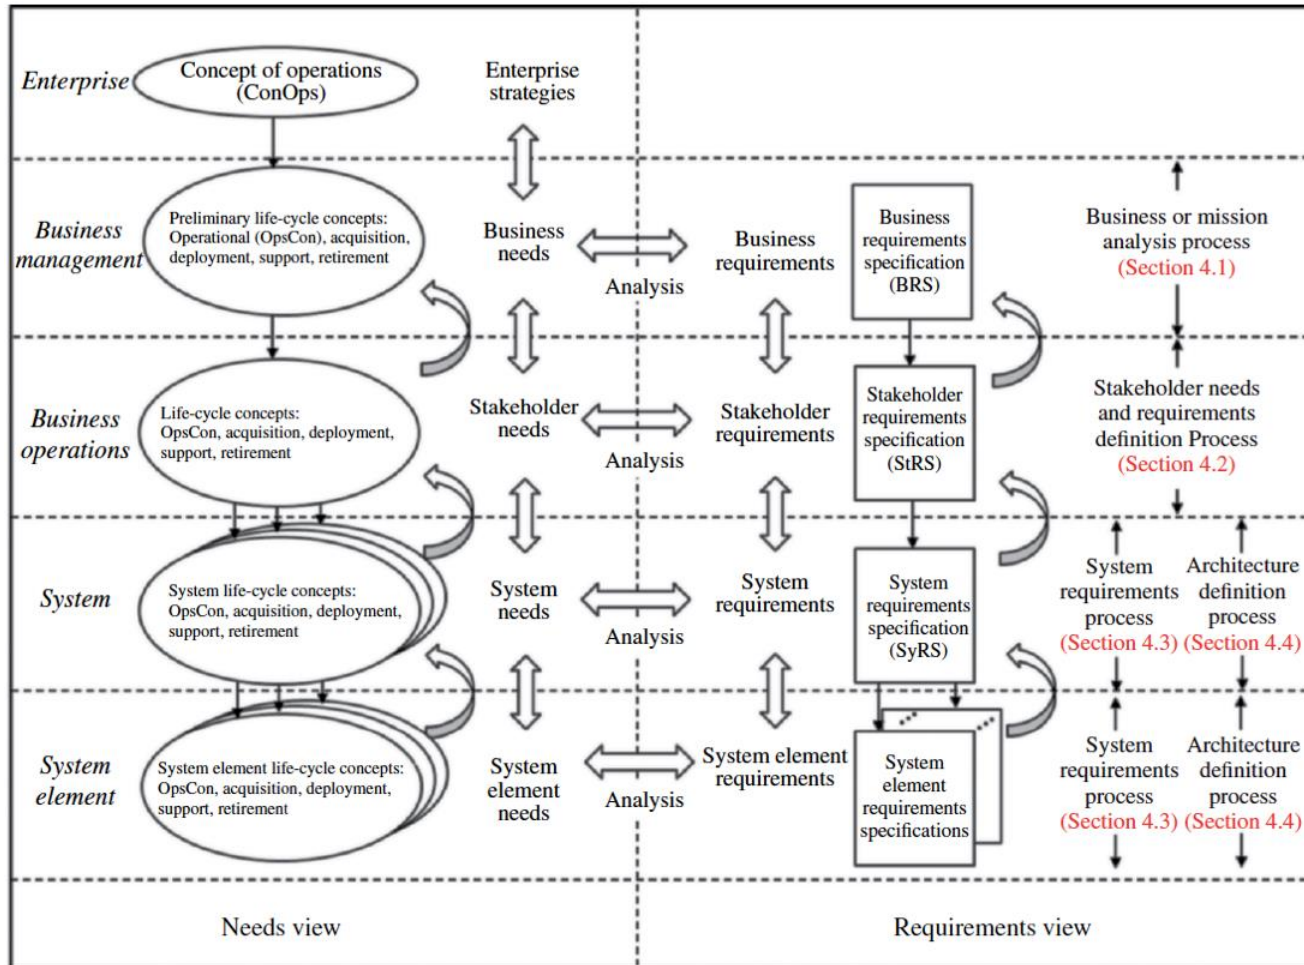 Enterprise
Concept of operations
(ConOps)
Enterprise
strategies
Business
management
Preliminary life-cycle concepts:
Operational (OpsCon), acquisition,
deployment, support, retirement
Business
needs
Analysis
Business
requirements
Business
requirements
specification
(BRS)
Business or mission
analysis process
(Section 4.1)
Business
operations
Life-cycle concepts:
OpsCon, acquisition, deployment,
support, retirement
Stakeholder
needs
Analysis
Stakeholder
requirements
Stakeholder
requirements
specification
(StRS)
Stakeholder needs
and requirements
definition Process
(Section 4.2)
System
System life-cycle concepts:
OpsCon, acquisition, deployment,
support, retirement
System
needs
Analysis
System
requirements
System
requirements
specification
(SyRS)
System
requirements
process
(Section 4.3)
Architecture
definition
process
(Section 4.4)
System
element
System element life-cycle concepts:
OpsCon, acquisition, deployment,
support, retirement
System
element
needs
Analysis
System element
requirements
System
element
requirements
specifications
System
requirements
process
(Section 4.3)
Architecture
definition
process
(Section 4.4)
Needs view
Requirements view